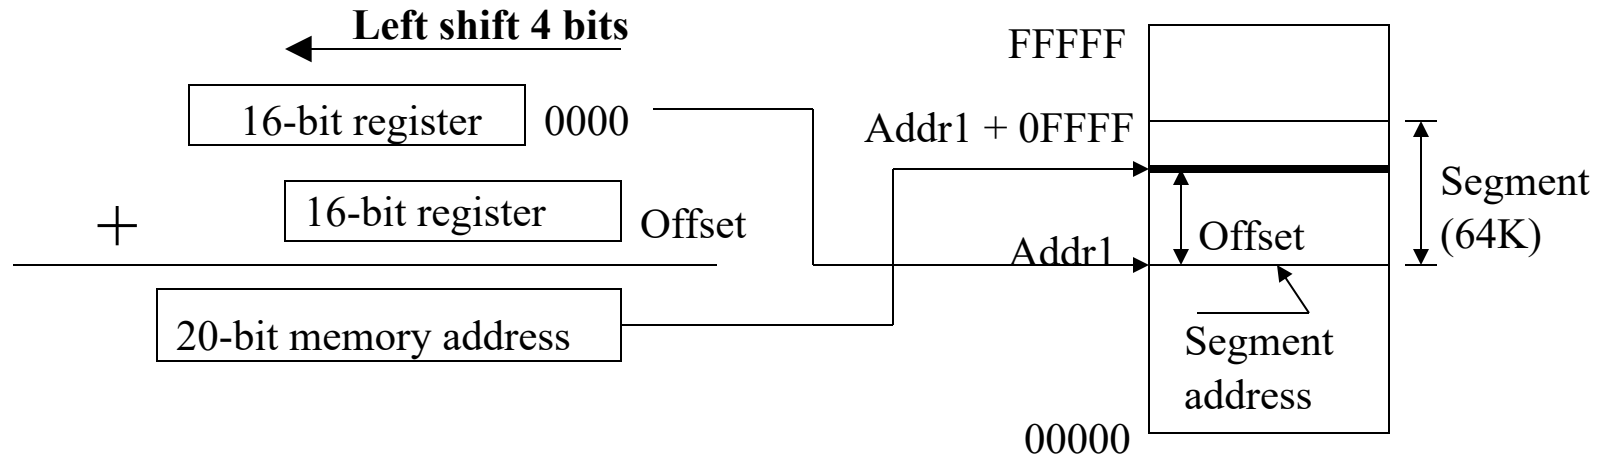 Left shift 4 bits
16-bit register 0000
+ 16-bit register Offset
20-bit memory address
FFFFF
Addr1 + 0FFFF
Addr1
Offset
Segment
(64K)
Segment
address
00000